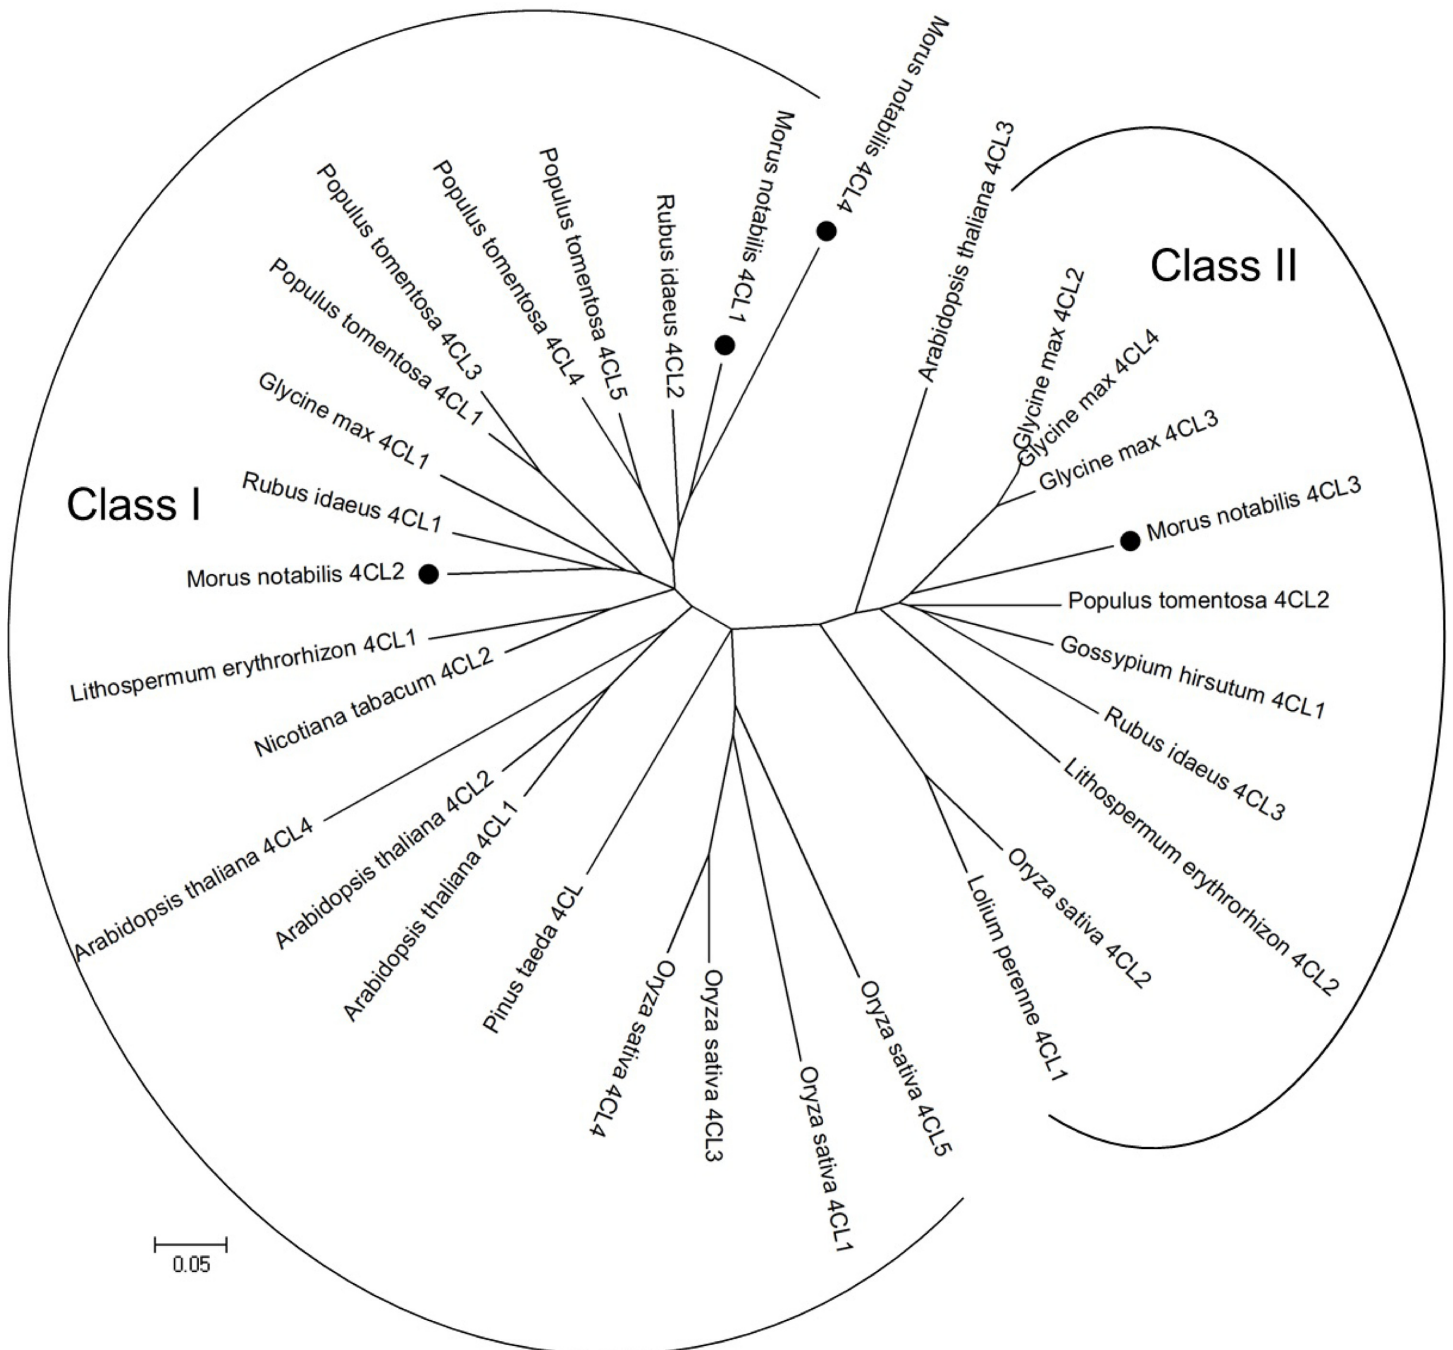 Morus notabilis 4CL4
Morus notabilis 4CL1
Rubus idaeus 4CL2
Populus tomentosa 4CL5
Populus tomentosa 4CL4
Populus tomentosa 4CL3
Populus tomentosa 4CL1
Glycine max 4CL1
Rubus idaeus 4CL1
Class I
Morus notabilis 4CL2
Lithospermum erythrorhizon 4CL1
Nicotiana tabacum 4CL2
Arabidopsis thaliana 4CL4
Arabidopsis thaliana 4CL2
Arabidopsis thaliana 4CL1
Pinus taeda 4CL
Oryza sativa 4CL4
Oryza sativa 4CL3
Oryza sativa 4CL1
Oryza sativa 4CL5
Lolium perenne 4CL1
Oryza sativa 4CL2
Lithospermum erythrorhizon 4CL2
Rubus idaeus 4CL3
Gossypium hirsutum 4CL1
Populus tomentosa 4CL2
Morus notabilis 4CL3
Glycine max 4CL3
Glycine max 4CL4
Glycine max 4CL2
Class II
Arabidopsis thaliana 4CL3
0.05